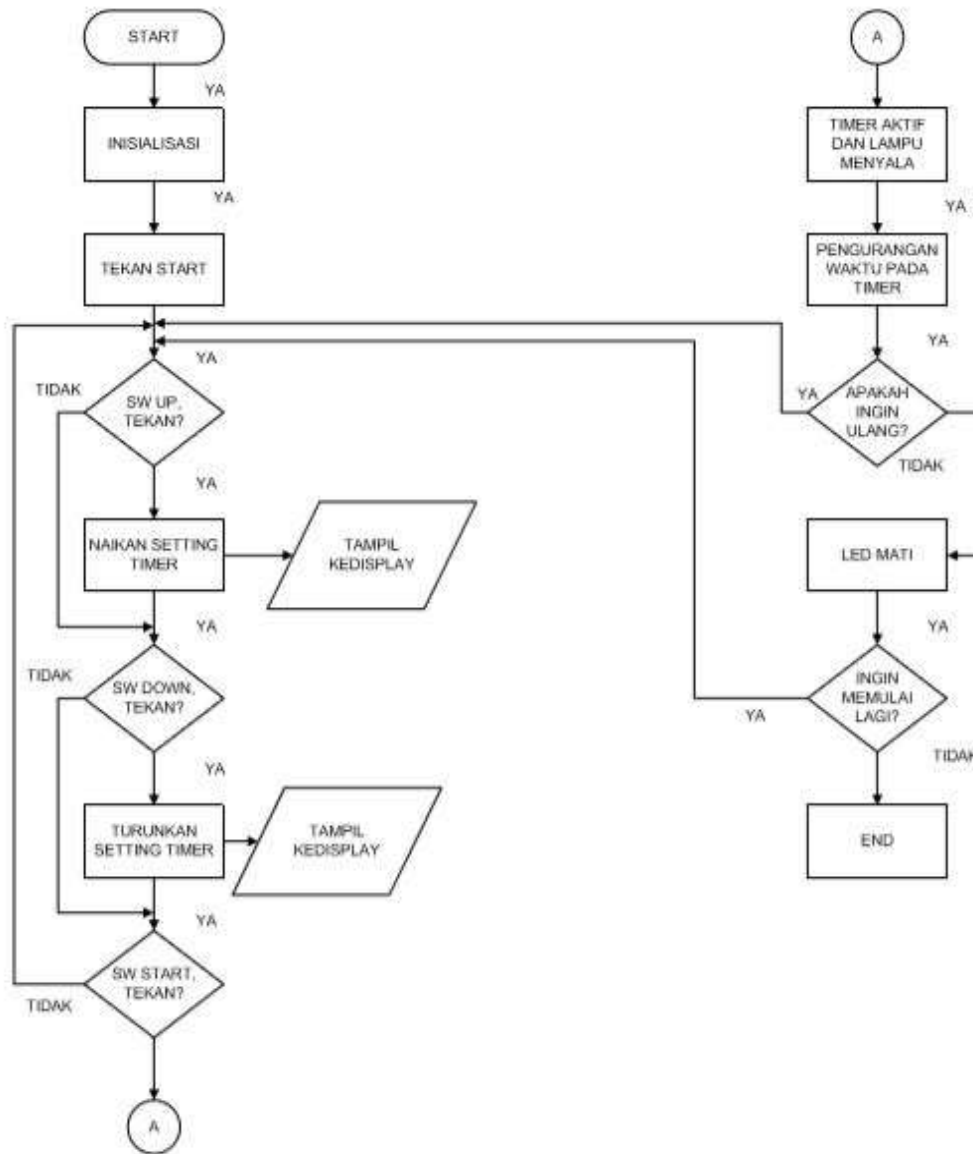 START
YA
INISIALISASI
YA
TEKAN START
YA
TIDAK
SW UP,
TEKAN?
YA
NAIKAN SETTING
TIMER
TAMPIL
KEDISPLAY
YA
TIDAK
SW DOWN,
TEKAN?
YA
TURUNKAN
SETTING TIMER
TAMPIL
KEDISPLAY
YA
SW START,
TEKAN?
TIDAK
A
A
TIMER AKTIF
DAN LAMPU
MENYALA
YA
PENGURANGAN
WAKTU PADA
TIMER
YA
YA
APAKAH
INGIN
ULANG?
TIDAK
LED MATI
YA
INGIN
MEMULAI
LAGI?
YA
TIDAK
END